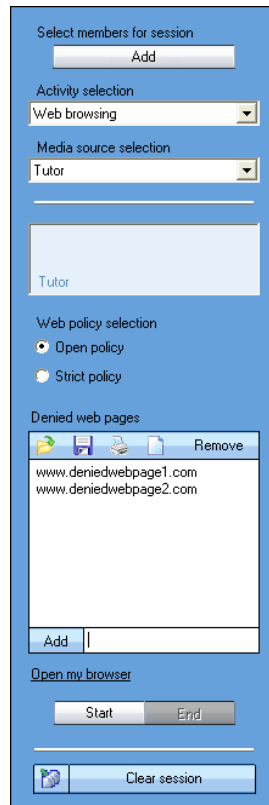 Select members for session
Add
Activity selection
Web browsing
Media source selection
Tutor
Tutor
Web policy selection
Open policy
Strict policy
Denied web pages
Remove
www.deniedwebpage1.com
www.deniedwebpage2.com
Add
Open my browser
Start End
Clear session